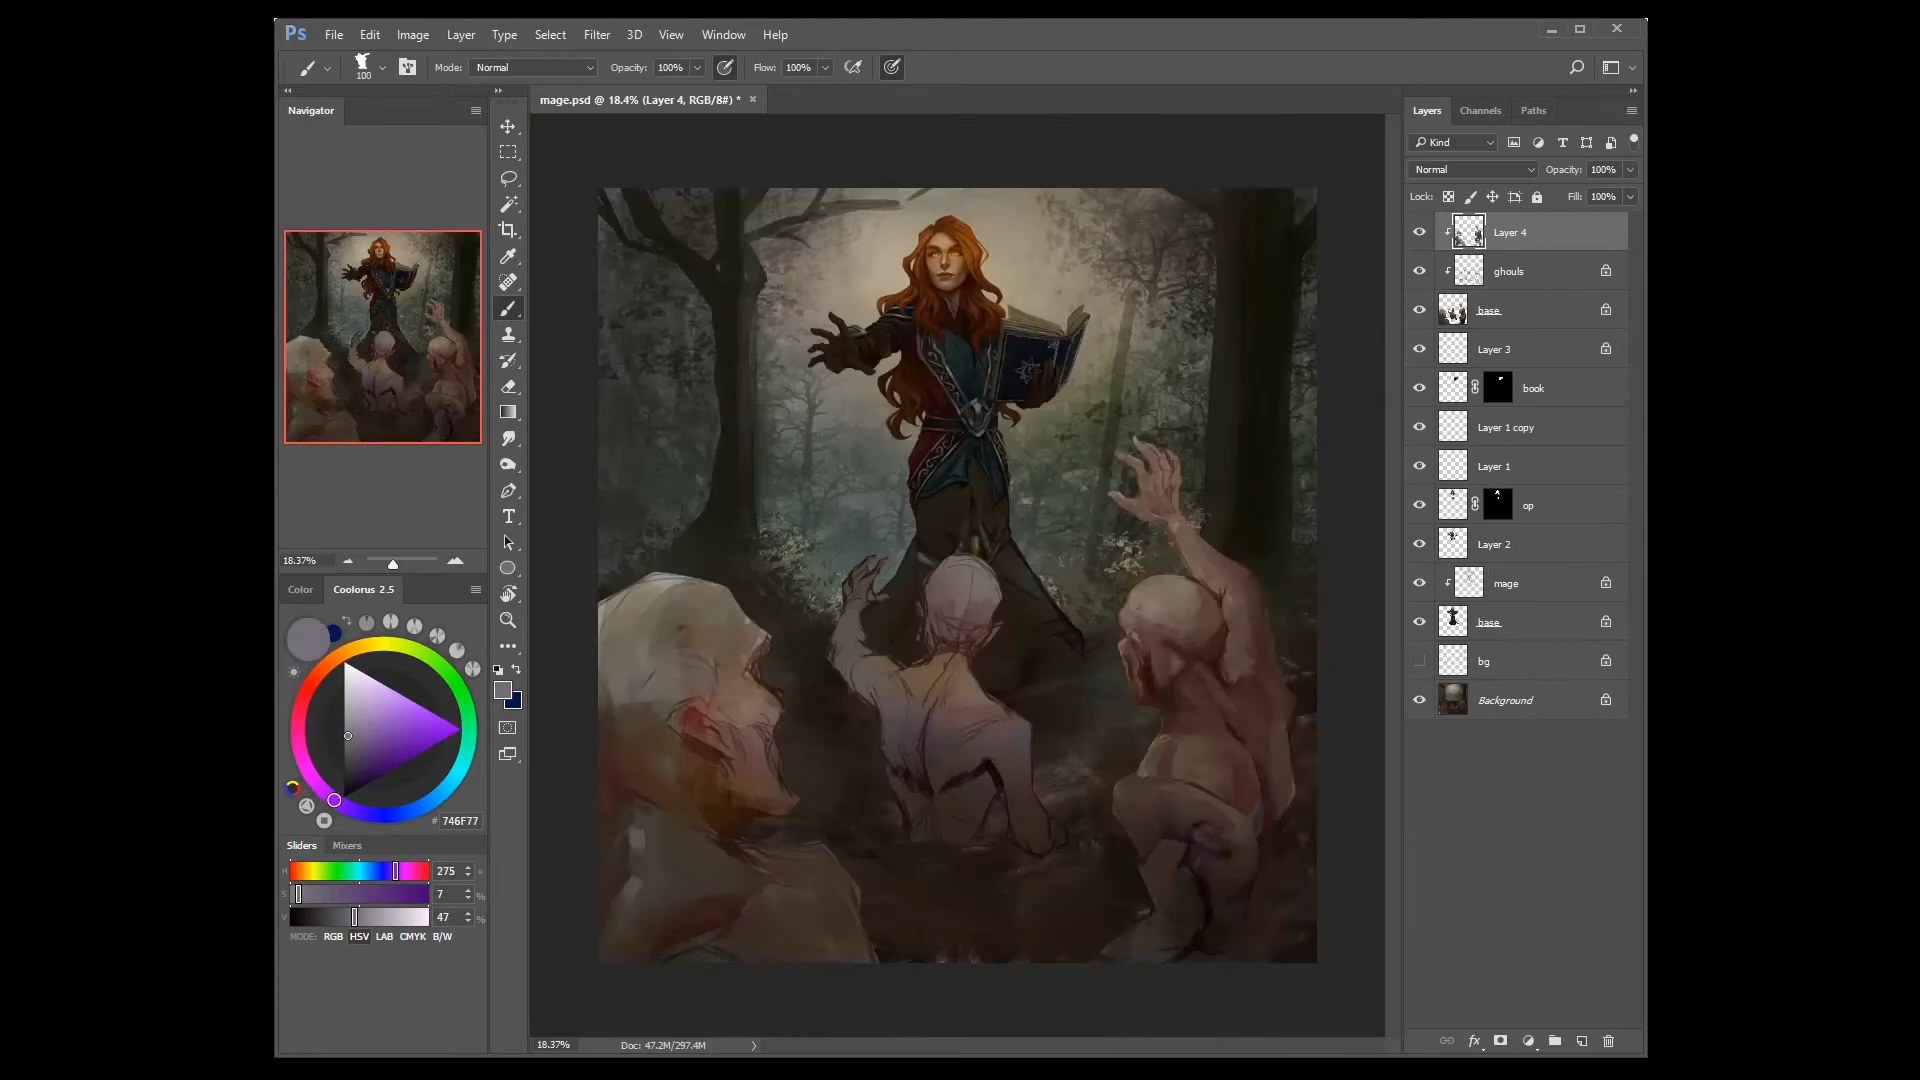 Ps File Edit Image Layer Type Select Filter 3D View Window Help
100 Mode: Normal Opacity: 100% Flow: 100%
Navigator
mage.psd @ 18.4% (Layer 4, RGB/8#) *
Layers Channels Paths
Kind
Normal Opacity: 100%
Lock: Fill: 100%
Layer 4
ghouls
base
Layer 3
book
Layer 1 copy
Layer 1
op
Layer 2
mage
base
bg
Background
18.37%
Color Coolorus 2.5
# 746F77
Sliders Mixers
H 275 °
S 7 %
V 47 %
MODE: RGB HSV LAB CMYK B/W
18.37% Doc: 47.2M/297.4M
fx